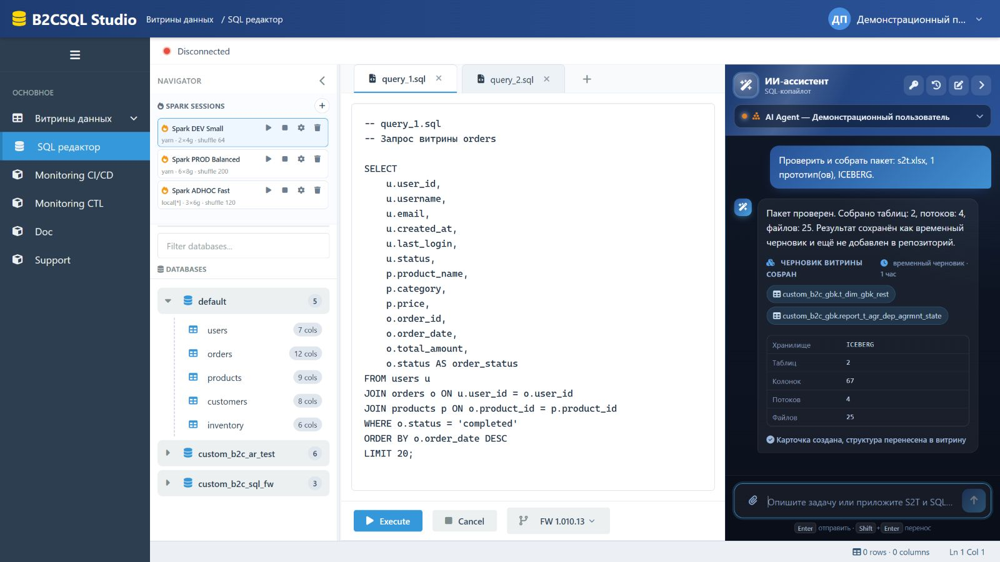 B2CSQL Studio
Витрины данных / SQL редактор
ДП Демонстрационный п...
ОСНОВНОЕ
Витрины данных
SQL редактор
Monitoring CI/CD
Monitoring CTL
Doc
Support
Disconnected
NAVIGATOR
SPARK SESSIONS
+
Spark DEV Small
yarn · 2×4g · shuffle 64
Spark PROD Balanced
yarn · 6×8g · shuffle 200
Spark ADHOC Fast
local[*] · 3×6g · shuffle 120
Filter databases...
DATABASES
default 5
users 7 cols
orders 12 cols
products 9 cols
customers 8 cols
inventory 6 cols
custom_b2c_ar_test 6
custom_b2c_sql_fw 3
query_1.sql × query_2.sql × +
-- query_1.sql
-- Запрос витрины orders
SELECT
u.user_id,
u.username,
u.email,
u.created_at,
u.last_login,
u.status,
p.product_name,
p.category,
p.price,
o.order_id,
o.order_date,
o.total_amount,
o.status AS order_status
FROM users u
JOIN orders o ON u.user_id = o.user_id
JOIN products p ON o.product_id = p.product_id
WHERE o.status = 'completed'
ORDER BY o.order_date DESC
LIMIT 20;
Execute Cancel FW 1.010.13
ИИ-ассистент
SQL-копайлот
AI Agent — Демонстрационный пользователь
Проверить и собрать пакет: s2t.xlsx, 1
прототип(ов), ICEBERG.
Пакет проверен. Собрано таблиц: 2, потоков: 4,
файлов: 25. Результат сохранён как временный
черновик и ещё не добавлен в репозиторий.
ЧЕРНОВИК ВИТРИНЫ
СОБРАН
временный черновик ·
1 час
custom_b2c_gbk.t_dim_gbk_rest
custom_b2c_gbk.report_t_agr_dep_agrmnt_state
Хранилище ICEBERG
Таблиц 2
Колонок 67
Потоков 4
Файлов 25
Карточка создана, структура перенесена в витрину
Опишите задачу или приложите S2T и SQL...
Enter отправить · Shift + Enter перенос
0 rows · 0 columns Ln 1 Col 1